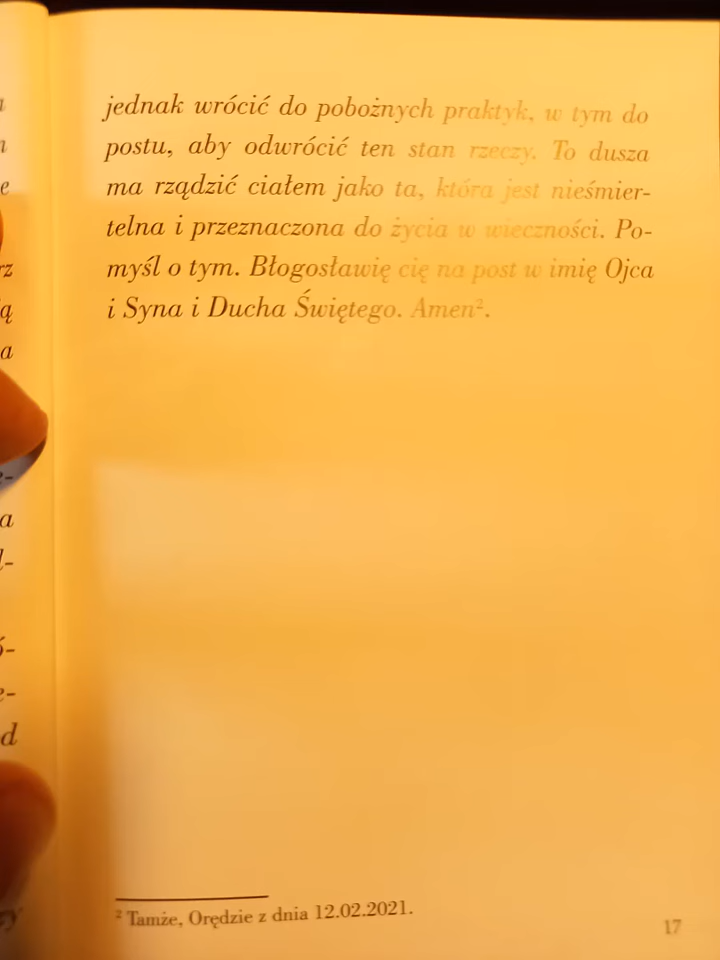 jednak wrócić do pobożnych praktyk, w tym do
postu, aby odwrócić ten stan rzeczy. To dusza
ma rządzić ciałem jako ta, która jest nieśmier-
telna i przeznaczona do życia w wieczności. Po-
myśl o tym. Błogosławię cię na post w imię Ojca
i Syna i Ducha Świętego. Amen².
² Tamże, Orędzie z dnia 12.02.2021.
17